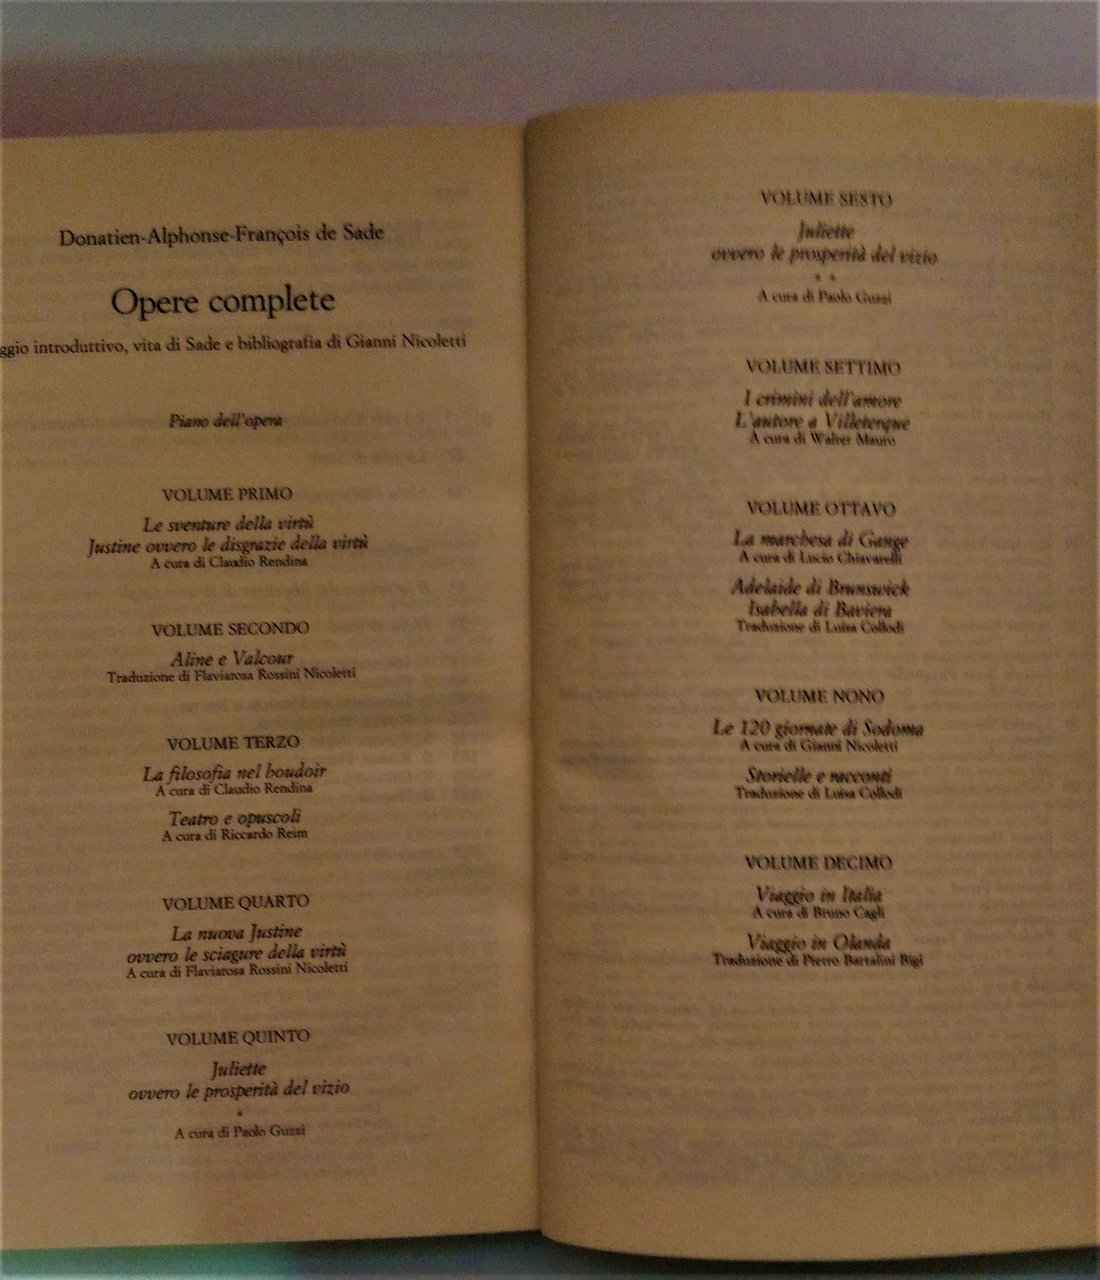 Donatien-Alphonse-François de Sade
Opere complete
ggio introduttivo, vita di Sade e bibliografia di Gianni Nicoletti
Piano dell'opera
VOLUME PRIMO
Le sventure della virtù
Justine ovvero le disgrazie della virtù
A cura di Claudio Rendina
VOLUME SECONDO
Aline e Valcour
Traduzione di Flaviarosa Rossini Nicoletti
VOLUME TERZO
La filosofia nel boudoir
A cura di Claudio Rendina
Teatro e opuscoli
A cura di Riccardo Reim
VOLUME QUARTO
La nuova Justine
ovvero le sciagure della virtù
A cura di Flaviarosa Rossini Nicoletti
VOLUME QUINTO
Juliette
ovvero le prosperità del vizio
*
A cura di Paolo Guzzi
VOLUME SESTO
Juliette
ovvero le prosperità del vizio
* *
A cura di Paolo Guzzi
VOLUME SETTIMO
I crimini dell'amore
L'autore a Villeterque
A cura di Walter Mauro
VOLUME OTTAVO
La marchesa di Gange
A cura di Lucio Chiavarelli
Adelaide di Brunswick
Isabella di Baviera
Traduzione di Luisa Collodi
VOLUME NONO
Le 120 giornate di Sodoma
A cura di Gianni Nicoletti
Storielle e racconti
Traduzione di Luisa Collodi
VOLUME DECIMO
Viaggio in Italia
A cura di Bruno Cagli
Viaggio in Olanda
Traduzione di Pietro Bartalini Bigi